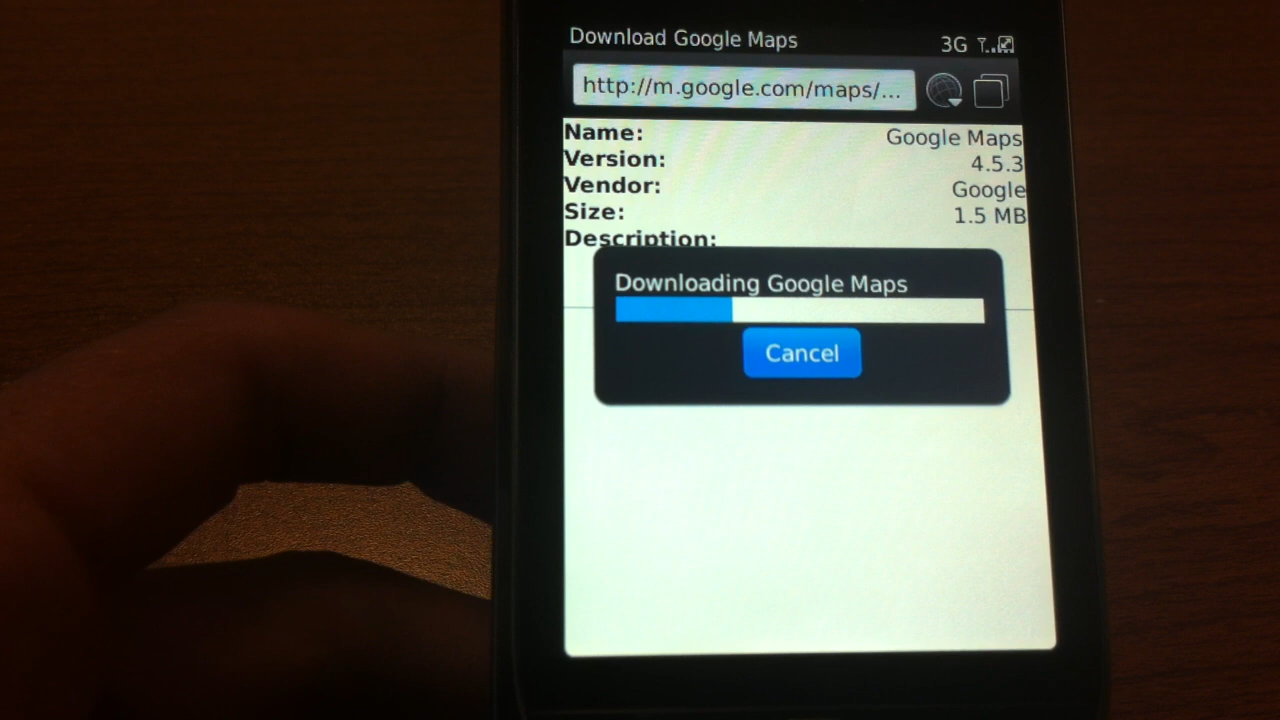 Download Google Maps 3G
http://m.google.com/maps/...
Name: Google Maps
Version: 4.5.3
Vendor: Google
Size: 1.5 MB
Description:
Downloading Google Maps
Cancel